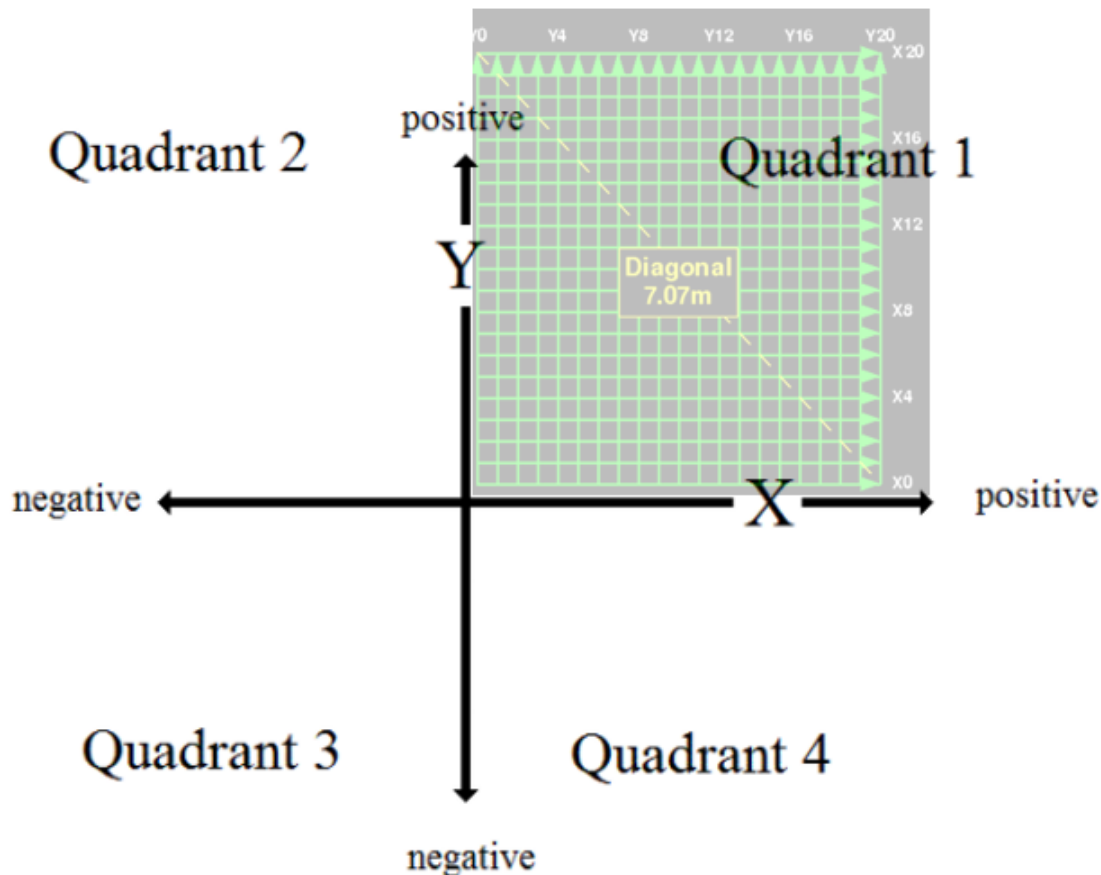 Y0 Y4 Y8 Y12 Y16 Y20
X20
positive
X16
Quadrant 2
Quadrant 1
X12
Y
Diagonal
7.07m
X8
X4
X0
negative
X
positive
Quadrant 3
Quadrant 4
negative